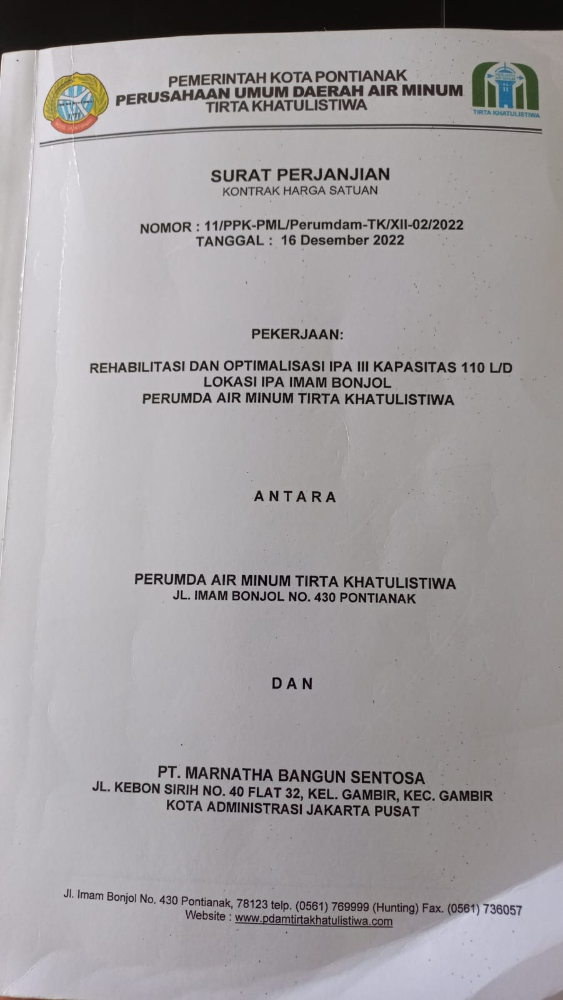 PEMERINTAH KOTA PONTIANAK
PERUSAHAAN UMUM DAERAH AIR MINUM
TIRTA KHATULISTIWA
KOTA PONTIANAK
PERUMDA
AIR MINUM
TIRTA KHATULISTIWA
SURAT PERJANJIAN
KONTRAK HARGA SATUAN
NOMOR : 11/PPK-PML/Perumdam-TK/XII-02/2022
TANGGAL : 16 Desember 2022
PEKERJAAN:
REHABILITASI DAN OPTIMALISASI IPA III KAPASITAS 110 L/D
LOKASI IPA IMAM BONJOL
PERUMDA AIR MINUM TIRTA KHATULISTIWA
A N T A R A
PERUMDA AIR MINUM TIRTA KHATULISTIWA
JL. IMAM BONJOL NO. 430 PONTIANAK
D A N
PT. MARNATHA BANGUN SENTOSA
JL. KEBON SIRIH NO. 40 FLAT 32, KEL. GAMBIR, KEC. GAMBIR
KOTA ADMINISTRASI JAKARTA PUSAT
Jl. Imam Bonjol No. 430 Pontianak, 78123 telp. (0561) 769999 (Hunting) Fax. (0561) 736057
Website : www.pdamtirtakhatulistiwa.com